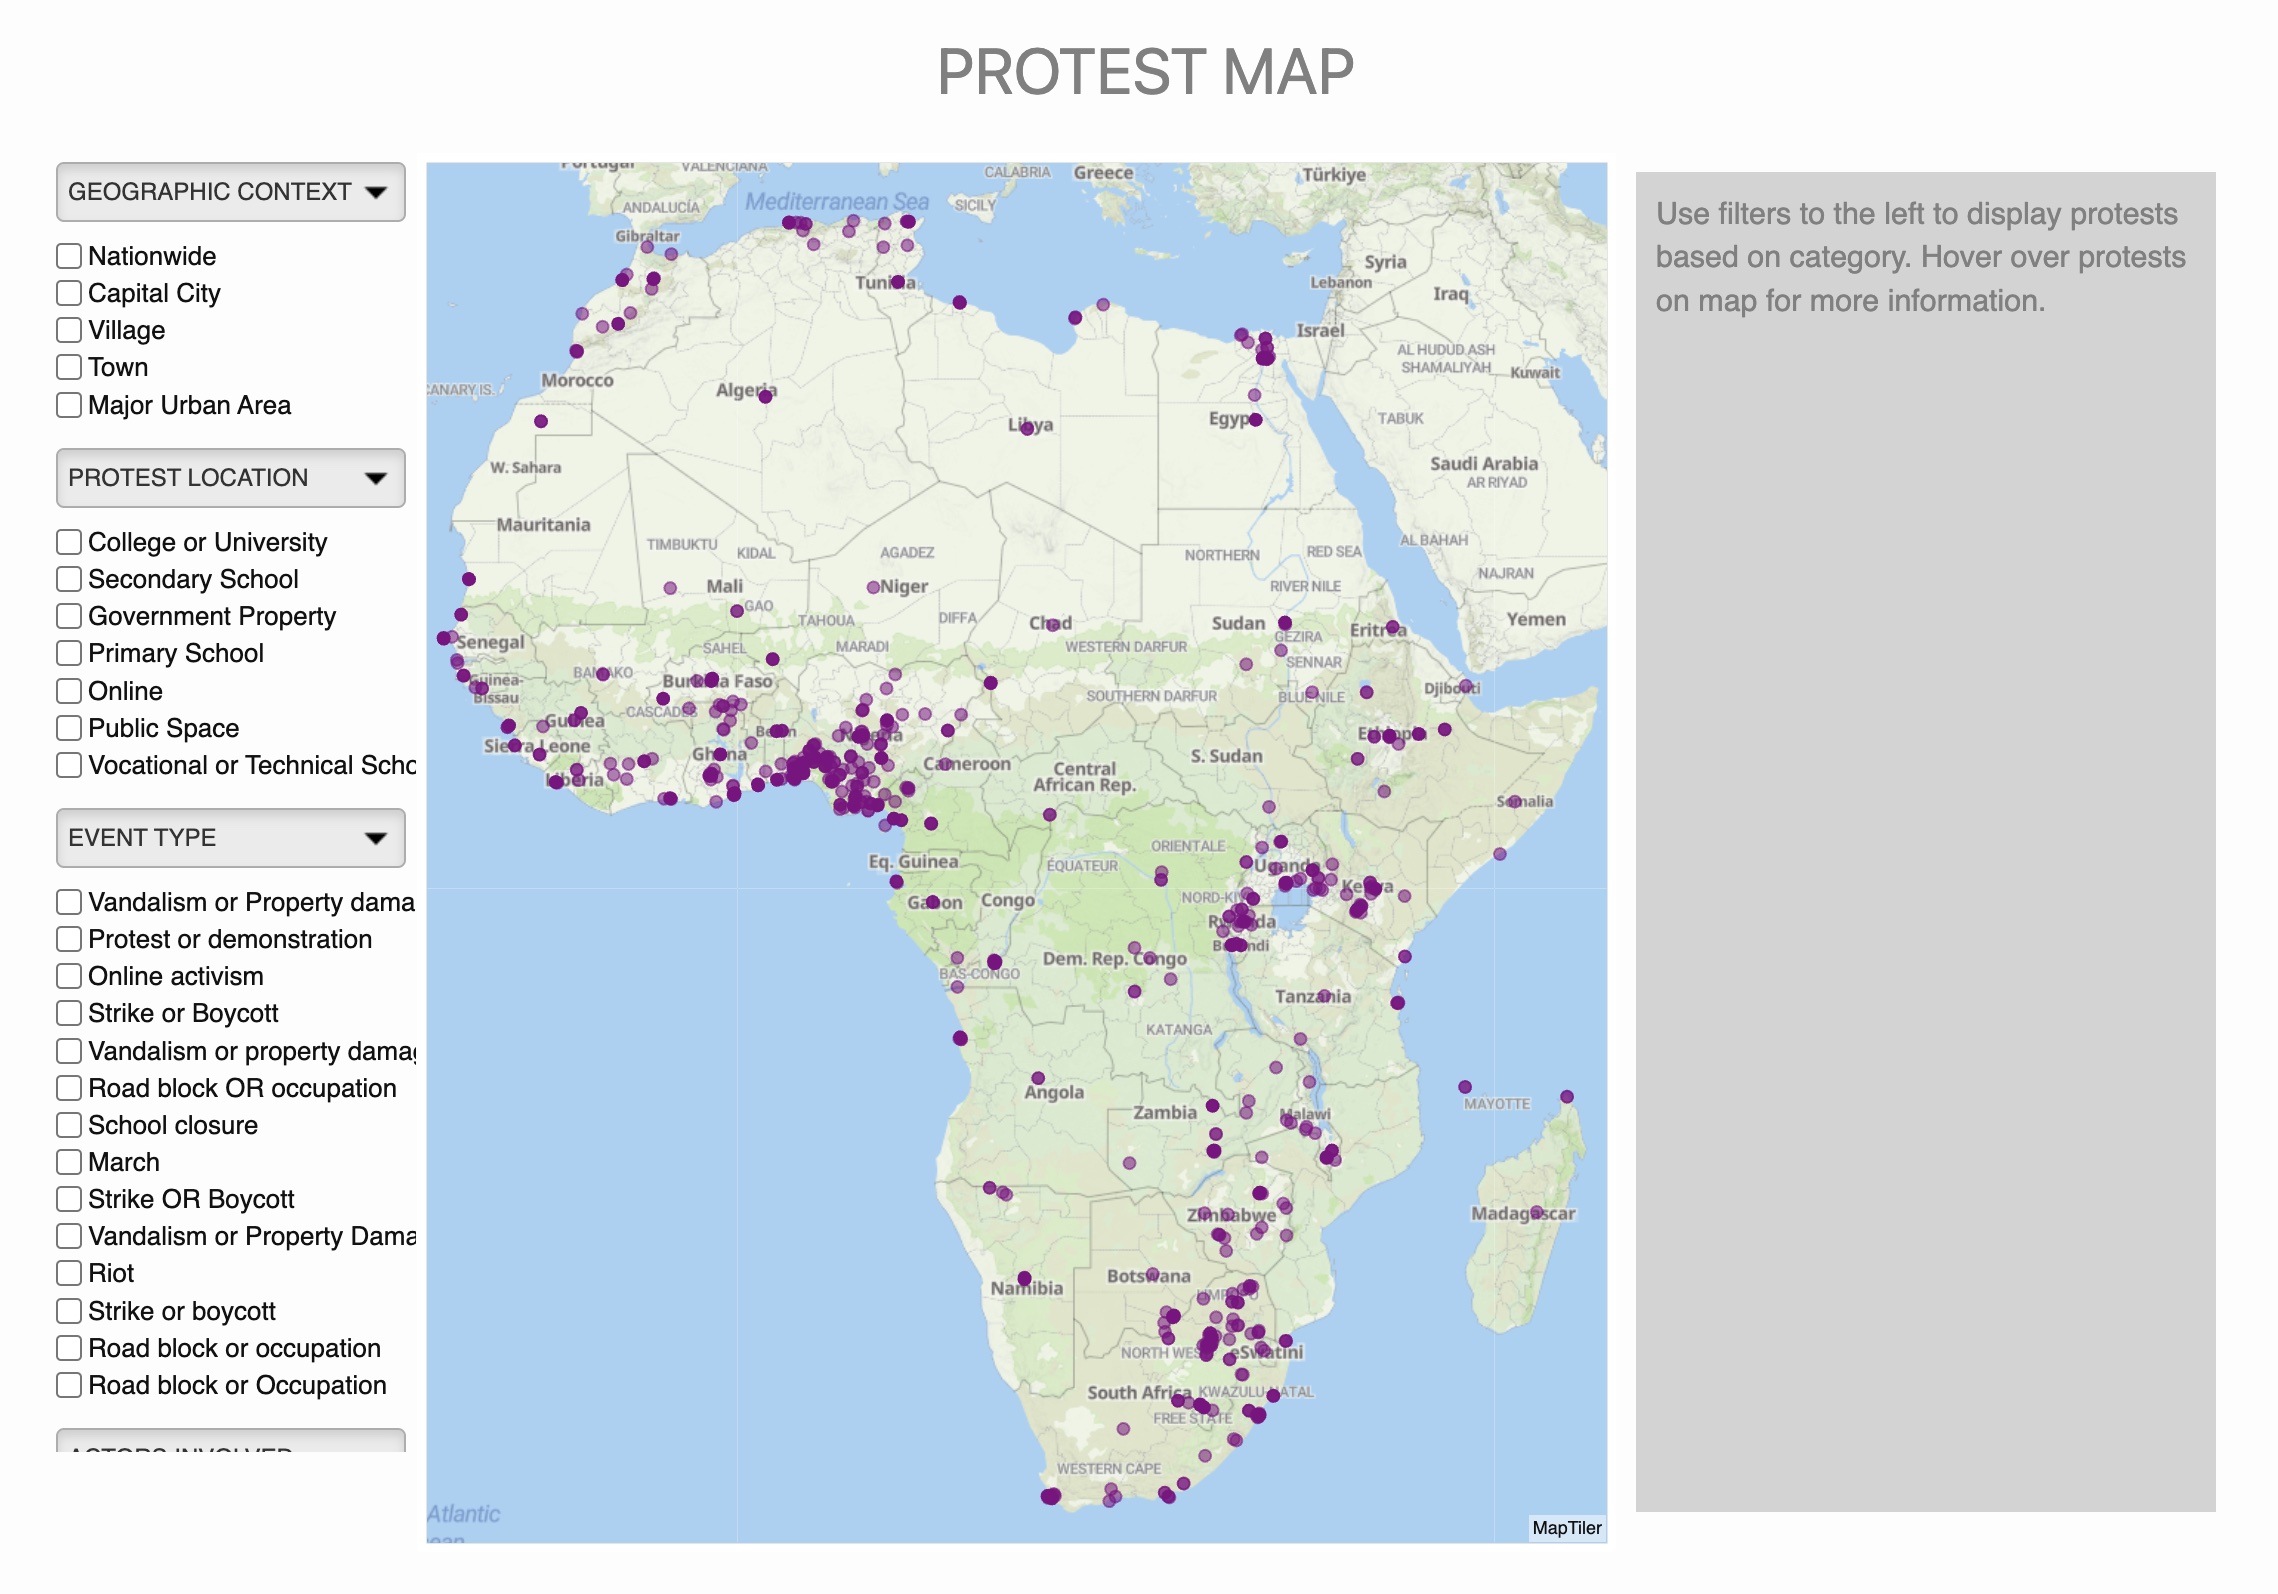 PROTEST MAP
GEOGRAPHIC CONTEXT
Nationwide
Capital City
Village
Town
Major Urban Area
PROTEST LOCATION
College or University
Secondary School
Government Property
Primary School
Online
Public Space
Vocational or Technical Scho
EVENT TYPE
Vandalism or Property dama
Protest or demonstration
Online activism
Strike or Boycott
Vandalism or property damag
Road block OR occupation
School closure
March
Strike OR Boycott
Vandalism or Property Dama
Riot
Strike or boycott
Road block or occupation
Road block or Occupation
ACTORS INVOLVED
Portugal
VALENCIANA
CALABRIA
Greece
Türkiye
ANDALUCÍA
Mediterranean Sea
SICILY
Gibraltar
Syria
Tunisia
Lebanon
Iraq
Israel
AL HUDUD ASH
SHAMALIYAH
Kuwait
Morocco
CANARY IS.
Algeria
Libya
Egypt
TABUK
W. Sahara
Saudi Arabia
AR RIYAD
Mauritania
TIMBUKTU
KIDAL
AGADEZ
NORTHERN
RED SEA
AL BAHAH
NAJRAN
Mali
Niger
RIVER NILE
GAO
TAHOUA
DIFFA
Chad
Sudan
GEZIRA
Eritrea
Yemen
Senegal
SAHEL
MARADI
WESTERN DARFUR
SENNAR
BAMAKO
Burkina Faso
Guinea-
Bissau
SOUTHERN DARFUR
BLUE NILE
Djibouti
CASCADES
Guinea
Benin
Nigeria
Ethiopia
Sierra Leone
Ghana
S. Sudan
Cameroon
Central
African Rep.
Liberia
Somalia
ORIENTALE
Eq. Guinea
ÉQUATEUR
Uganda
Kenya
Gabon
Congo
NORD-KIV
Rwanda
Burundi
Dem. Rep. Congo
BAS-CONGO
Tanzania
KATANGA
Angola
Zambia
Malawi
MAYOTTE
Zimbabwe
Madagascar
Botswana
Namibia
NORTH WES
eSwatini
South Africa
KWAZULU-NATAL
FREE STATE
WESTERN CAPE
Atlantic
MapTiler
Use filters to the left to display protests
based on category. Hover over protests
on map for more information.